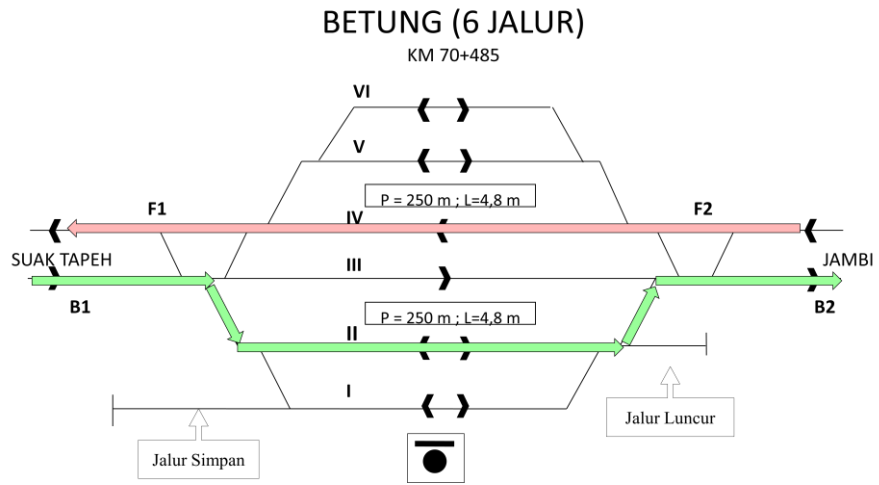 BETUNG (6 JALUR)
KM 70+485
VI
V
P = 250 m ; L=4,8 m
F1
IV
F2
SUAK TAPEH
III
JAMBI
B1
P = 250 m ; L=4,8 m
B2
II
I
Jalur Luncur
Jalur Simpan